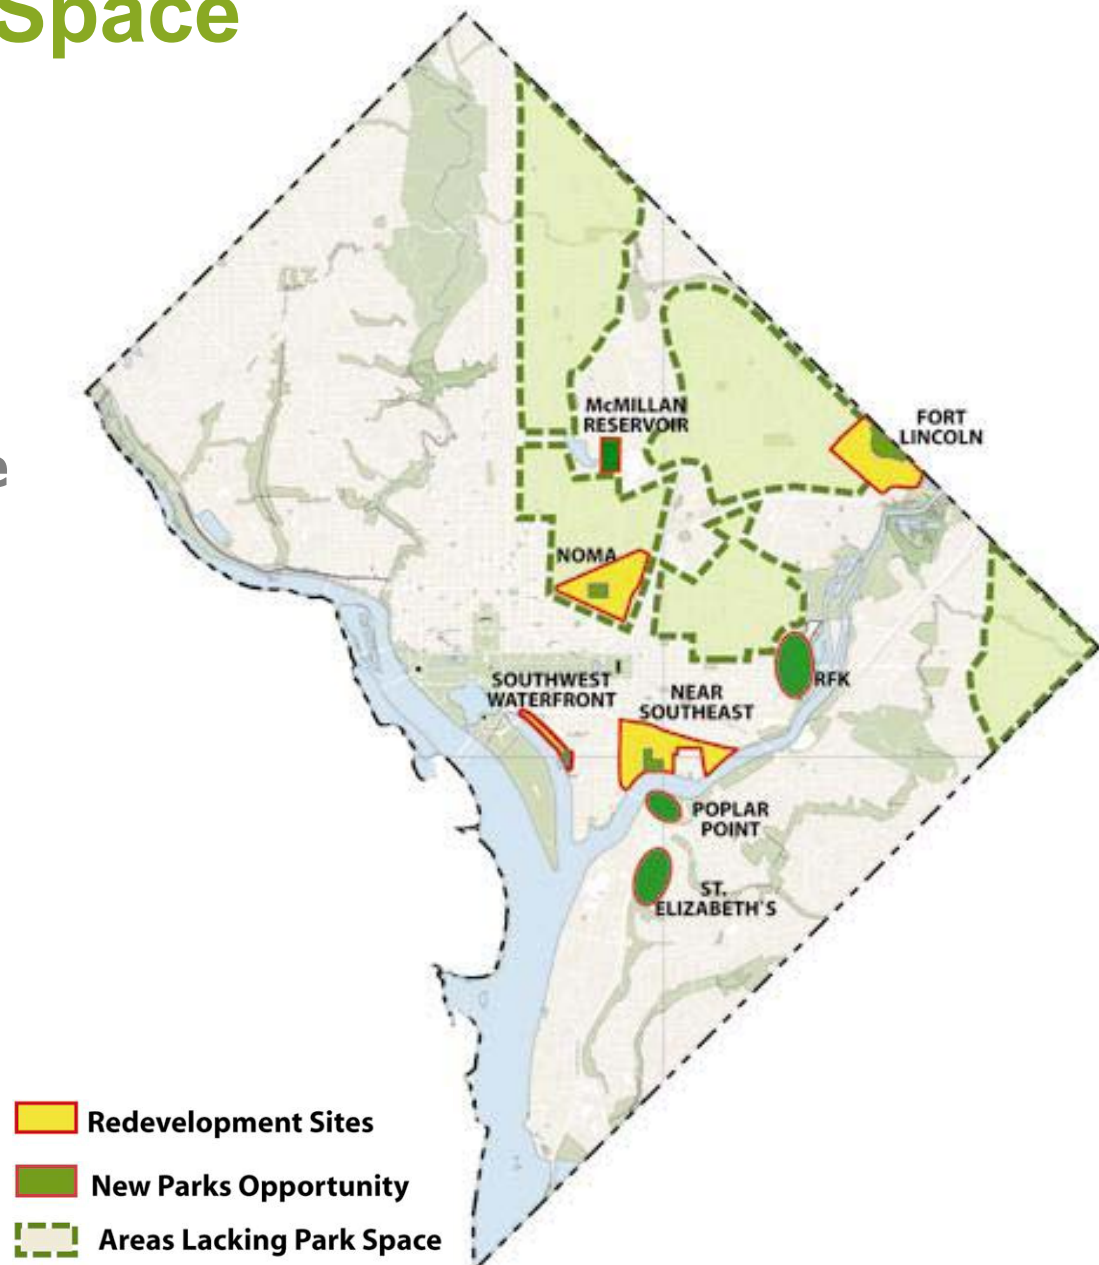 Space
e
McMILLAN
RESERVOIR
FORT
LINCOLN
NOMA
RFK
SOUTHWEST
WATERFRONT
NEAR
SOUTHEAST
POPLAR
POINT
ST.
ELIZABETH'S
Redevelopment Sites
New Parks Opportunity
Areas Lacking Park Space